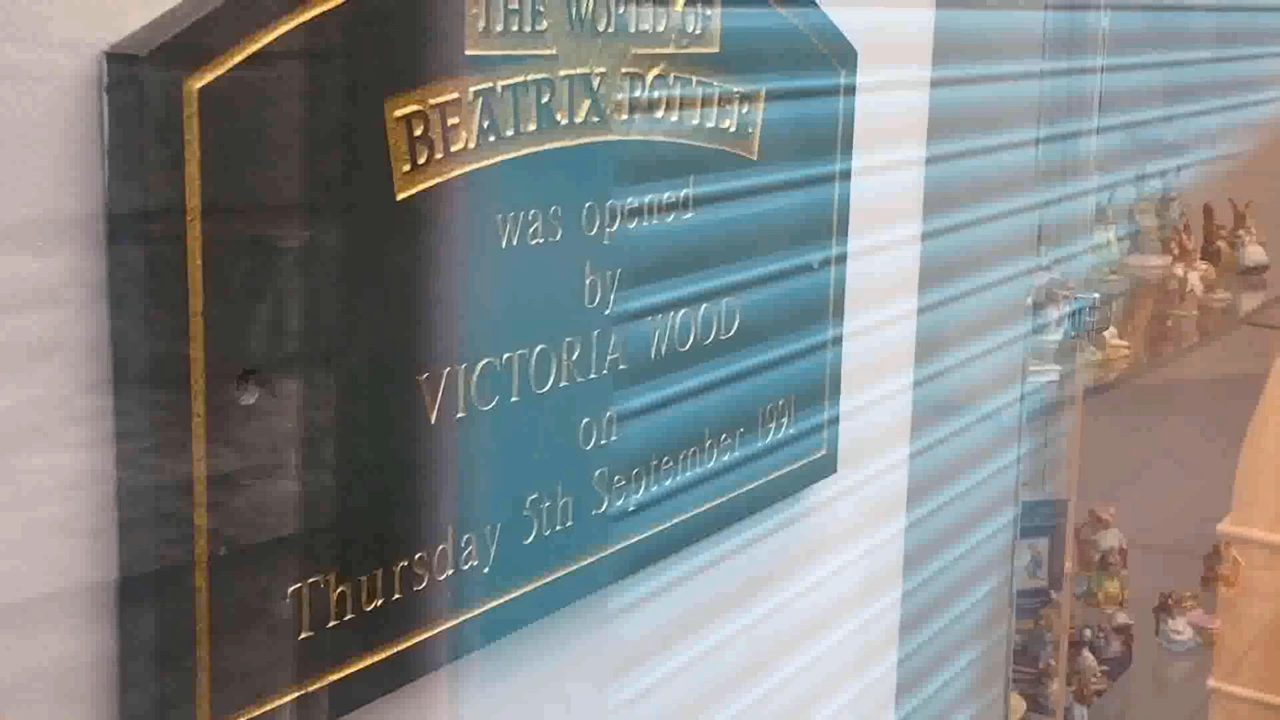 THE WORLD OF
BEATRIX POTTER
was opened
by
VICTORIA WOOD
on
Thursday 5th September 1991